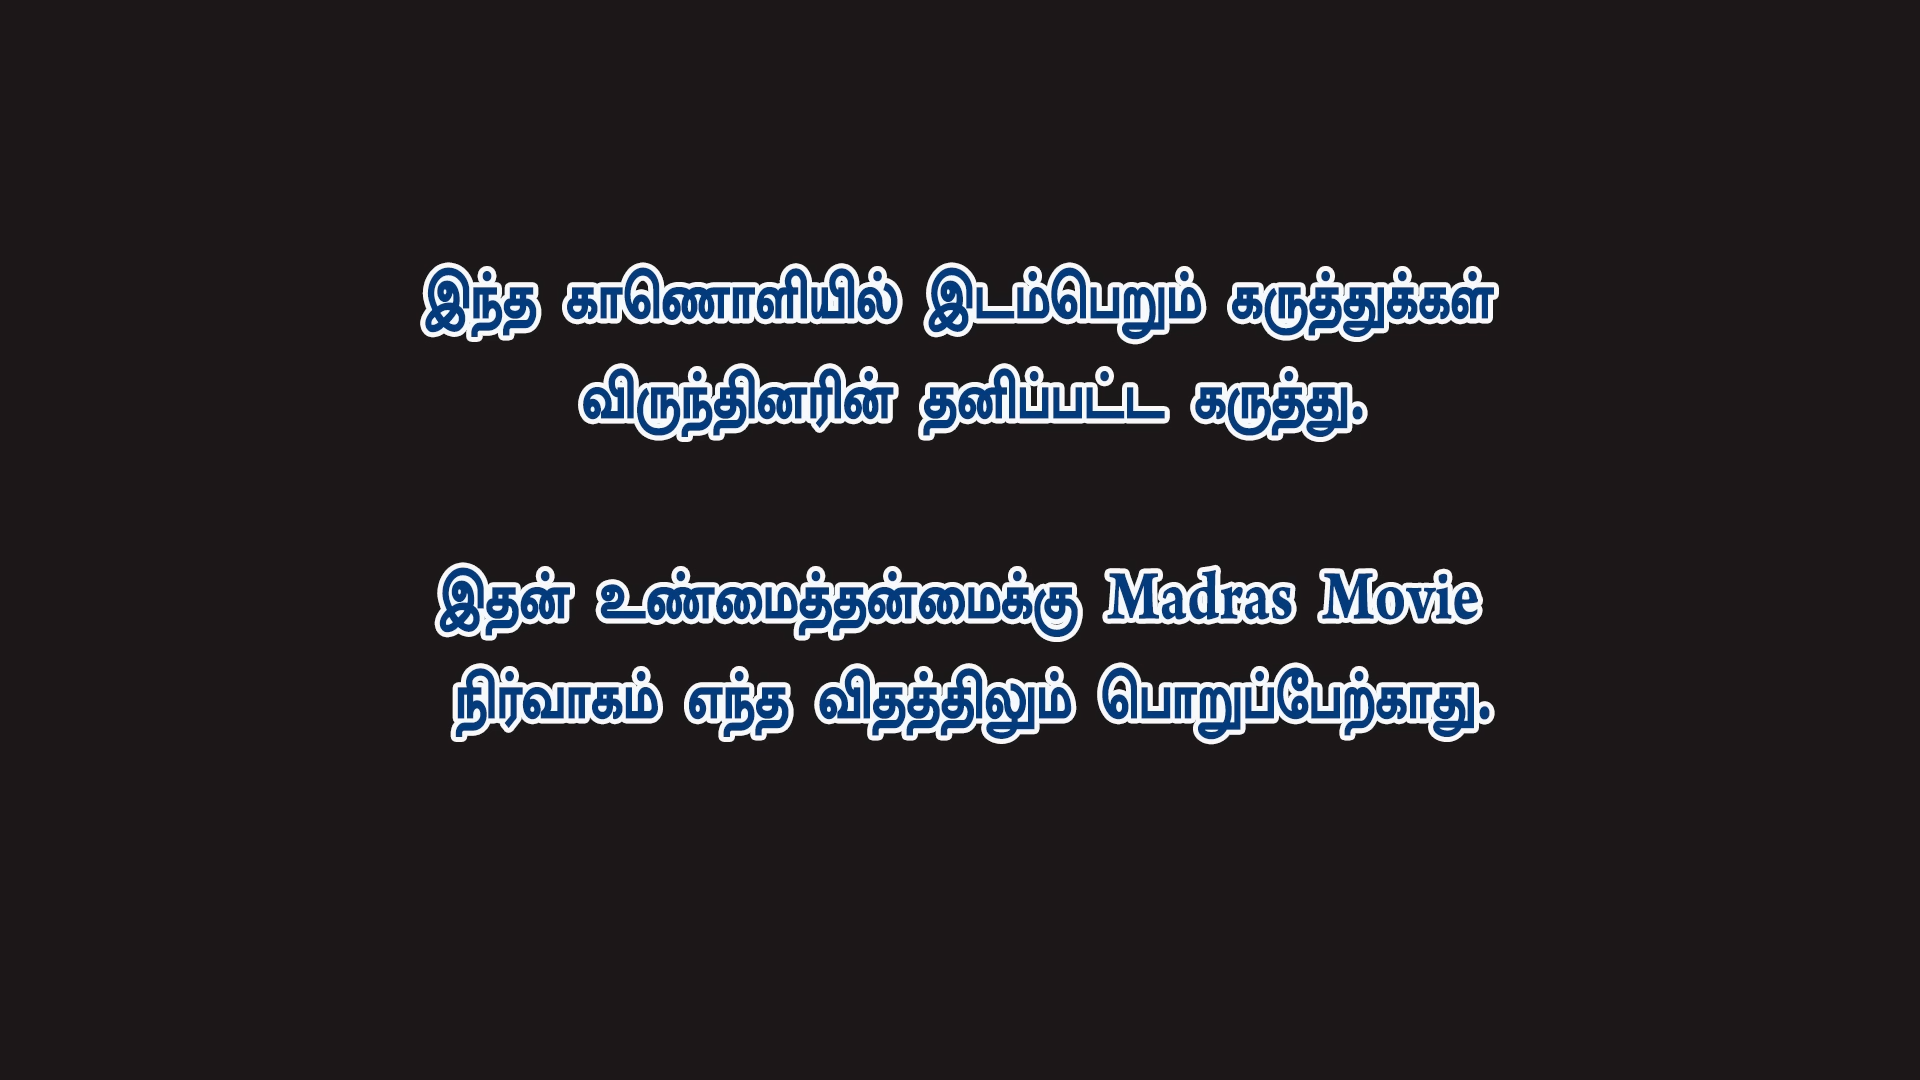 இந்த காணொளியில் இடம்பெறும் கருத்துக்கள்
விருந்தினரின் தனிப்பட்ட கருத்து.
இதன் உண்மைத்தன்மைக்கு Madras Movie
நிர்வாகம் எந்த விதத்திலும் பொறுப்பேற்காது.